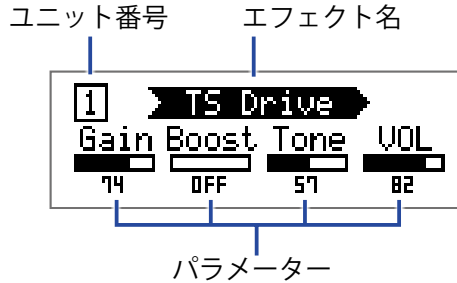 ユニット番号 エフェクト名
1 TS Drive
Gain Boost Tone VOL
74 OFF 57 82
パラメーター